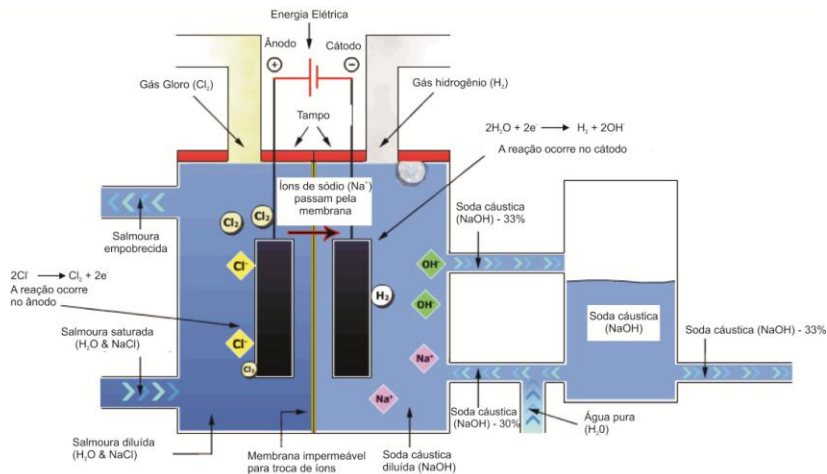 Energia Elétrica
Ânodo
Cátodo
+
−
Gás Gloro (Cl₂)
Gás hidrogênio (H₂)
Tampo
2H₂O + 2e⁻ → H₂ + 2OH⁻
A reação ocorre no cátodo
Íons de sódio (Na⁺)
passam pela
membrana
Salmoura
empobrecida
Cl₂
Cl₂
Soda cáustica
(NaOH) - 33%
2Cl⁻ → Cl₂ + 2e⁻
A reação ocorre
no ânodo
Cl⁻
OH⁻
H₂
OH⁻
Soda cáustica
(NaOH)
Salmoura saturada
(H₂O & NaCl)
Cl⁻
Cl₂
Na⁺
Na⁺
Soda cáustica (NaOH) - 33%
Soda cáustica
(NaOH) - 30%
Água pura
(H₂0)
Salmoura diluída
(H₂O & NaCl)
Membrana impermeável
para troca de íons
Soda cáustica
diluída (NaOH)